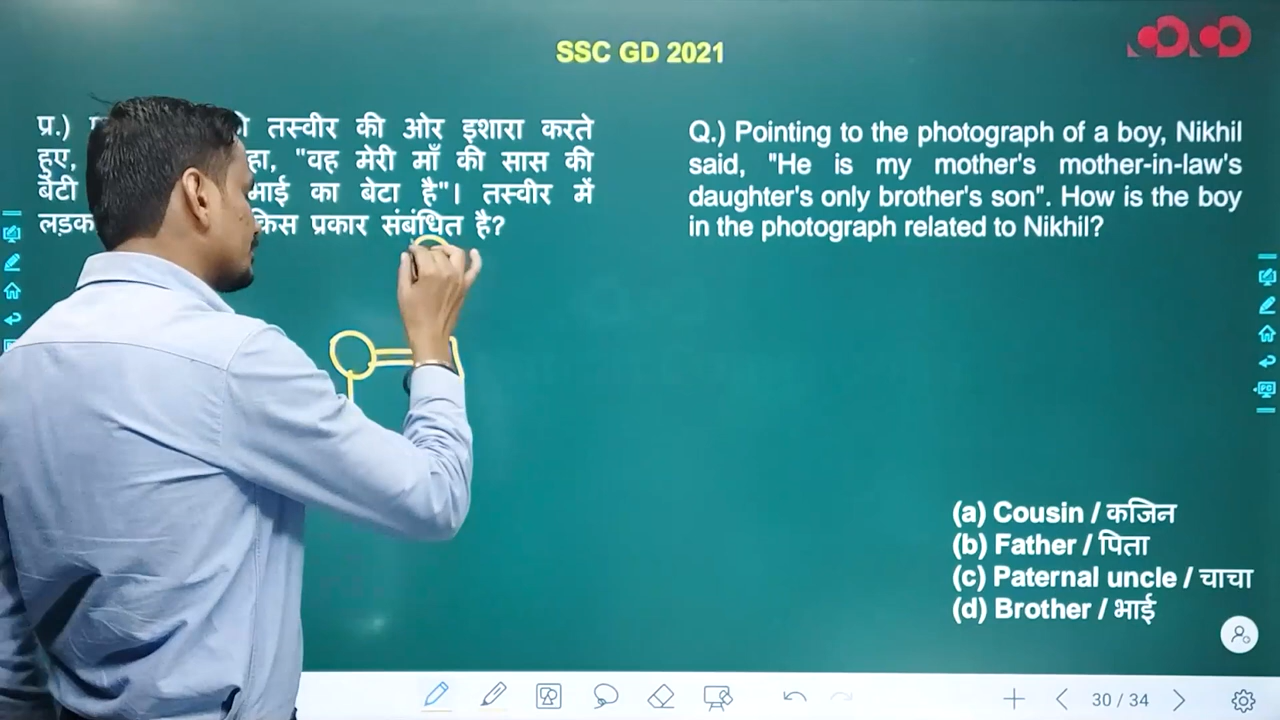 SSC GD 2021
प्र.) तस्वीर की ओर इशारा करते
हुए, "वह मेरी माँ की सास की
बेटी भाई का बेटा है"। तस्वीर में
किस प्रकार संबंधित है?
Q.) Pointing to the photograph of a boy, Nikhil
said, "He is my mother's mother-in-law's
daughter's only brother's son". How is the boy
in the photograph related to Nikhil?
(a) Cousin / कजिन
(b) Father / पिता
(c) Paternal uncle / चाचा
(d) Brother / भाई
30 / 34